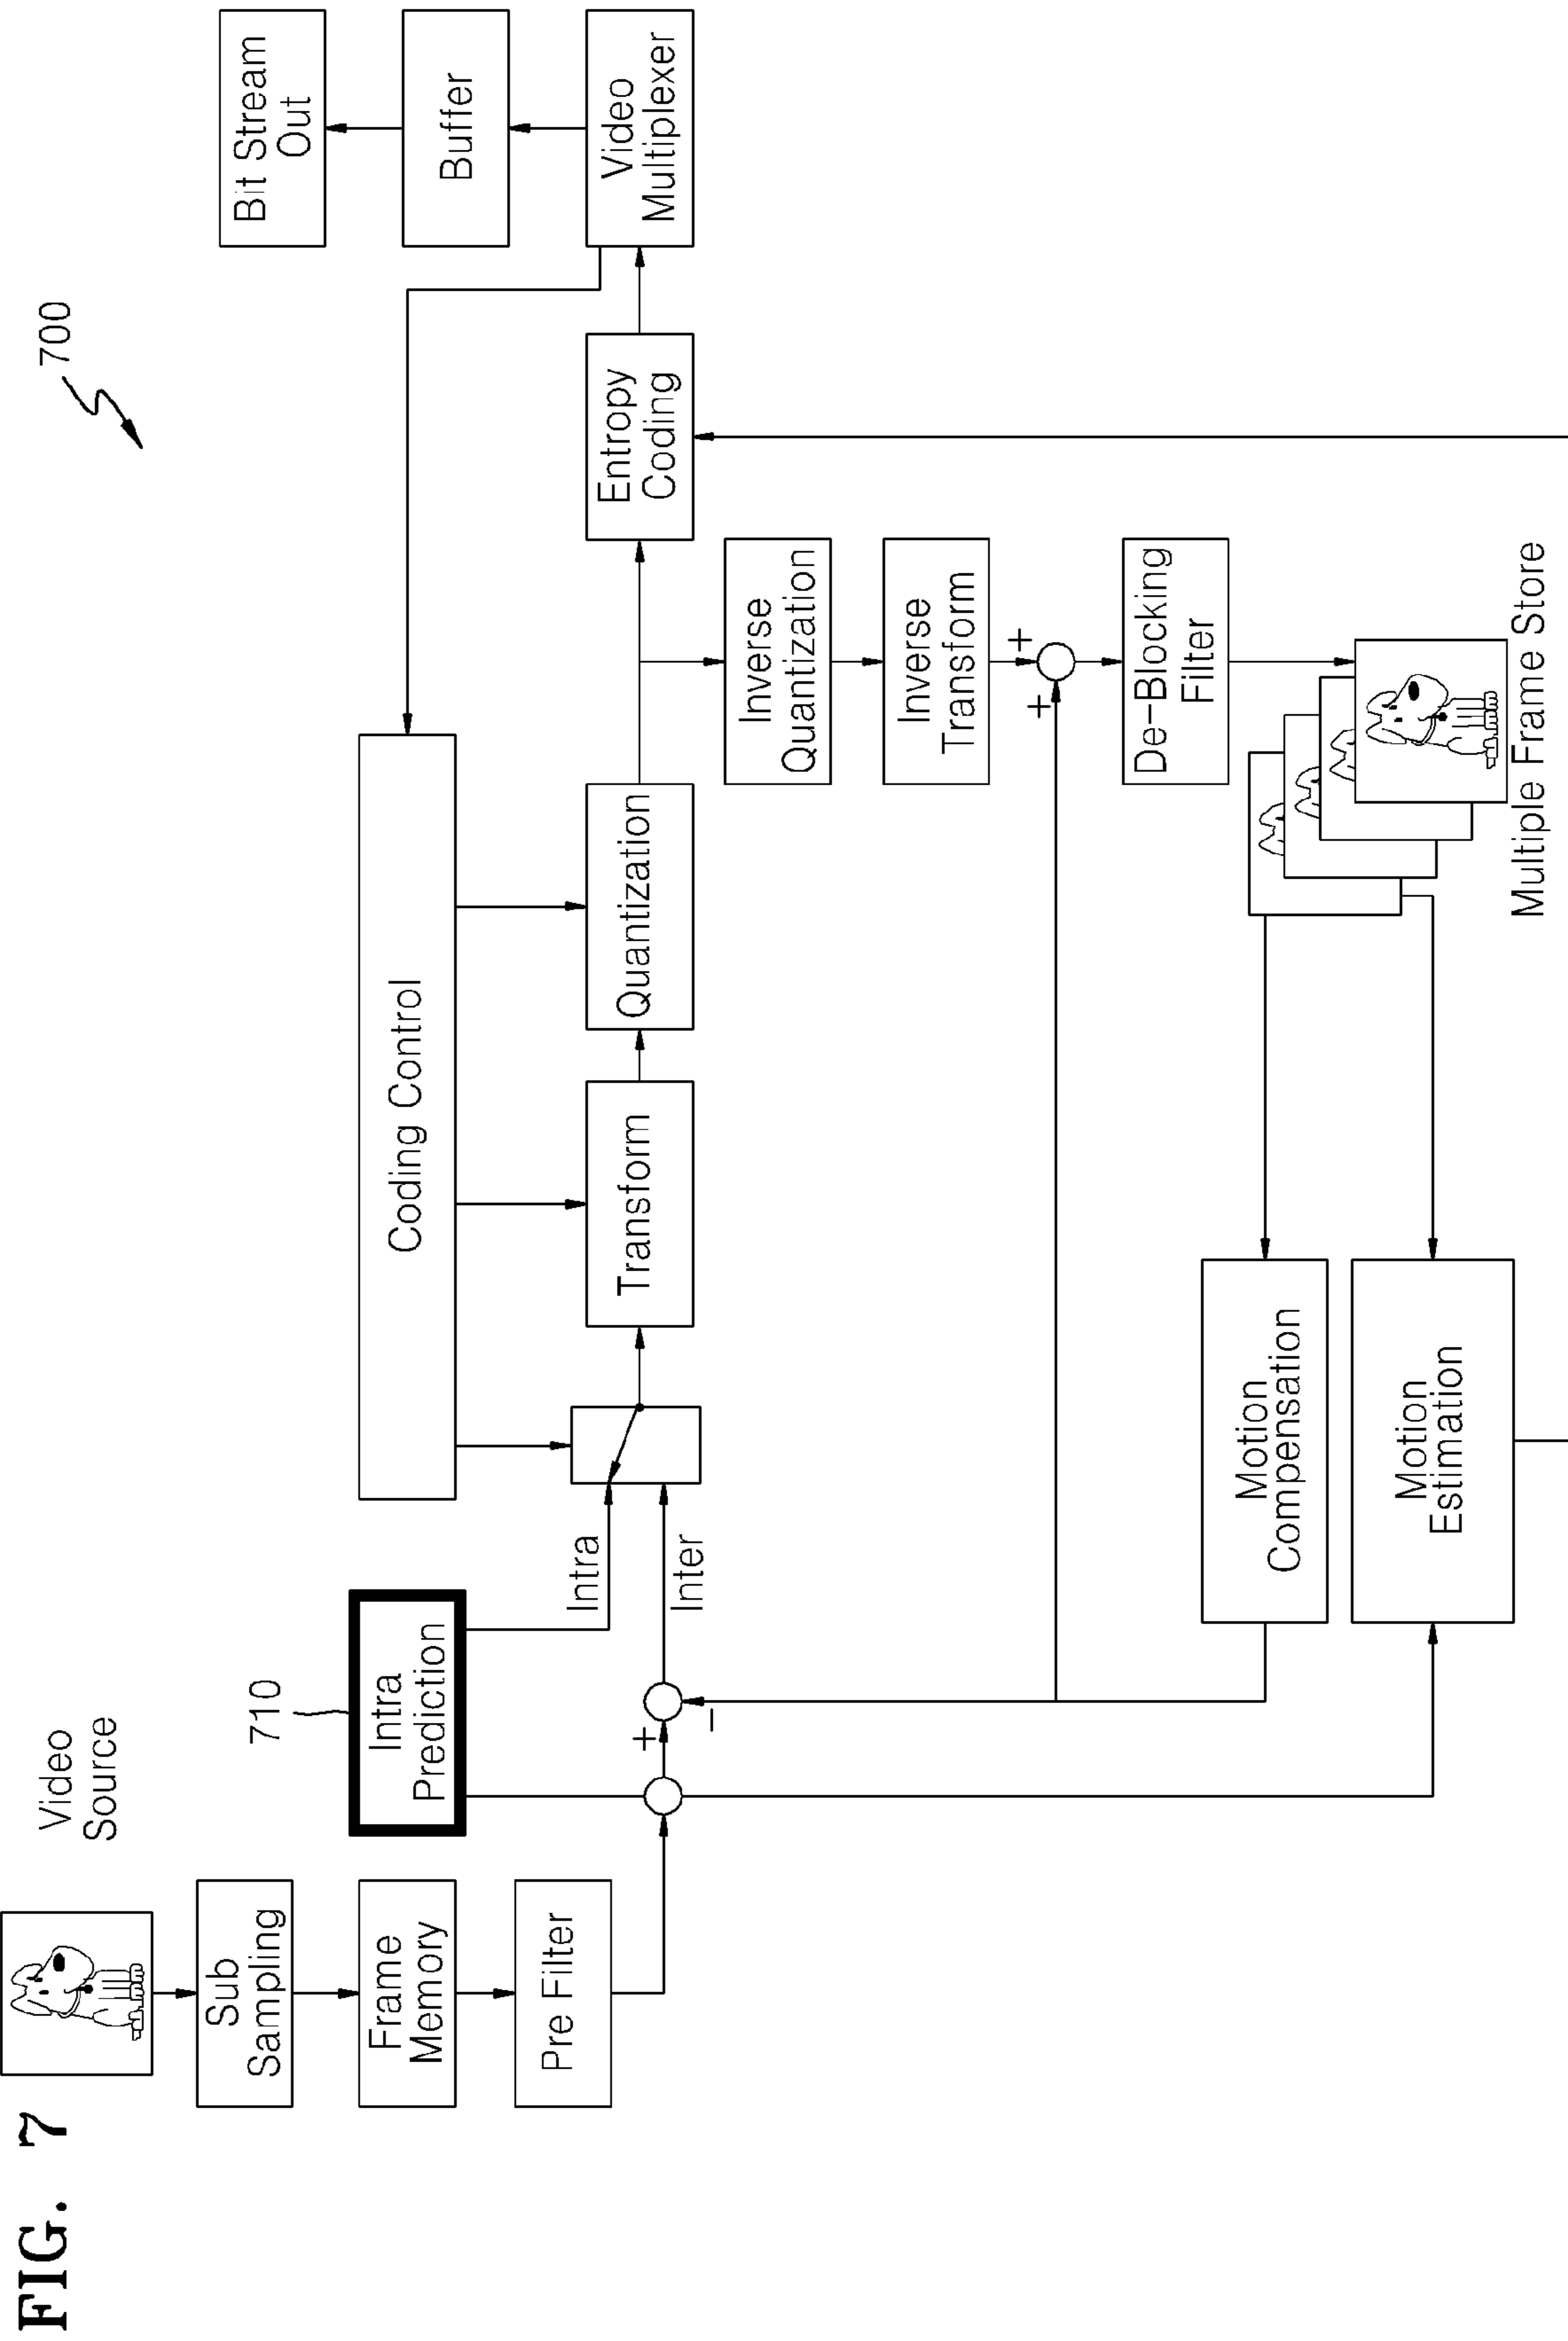 FIG. 7
700
Video
Source
Sub
Sampling
Frame
Memory
Pre Filter
710
Intra
Prediction
Intra
Inter
+
−
Coding Control
Transform
Quantization
Entropy
Coding
Video
Multiplexer
Buffer
Bit Stream
Out
Inverse
Quantization
Inverse
Transform
+
+
De-Blocking
Filter
Multiple Frame Store
Motion
Compensation
Motion
Estimation